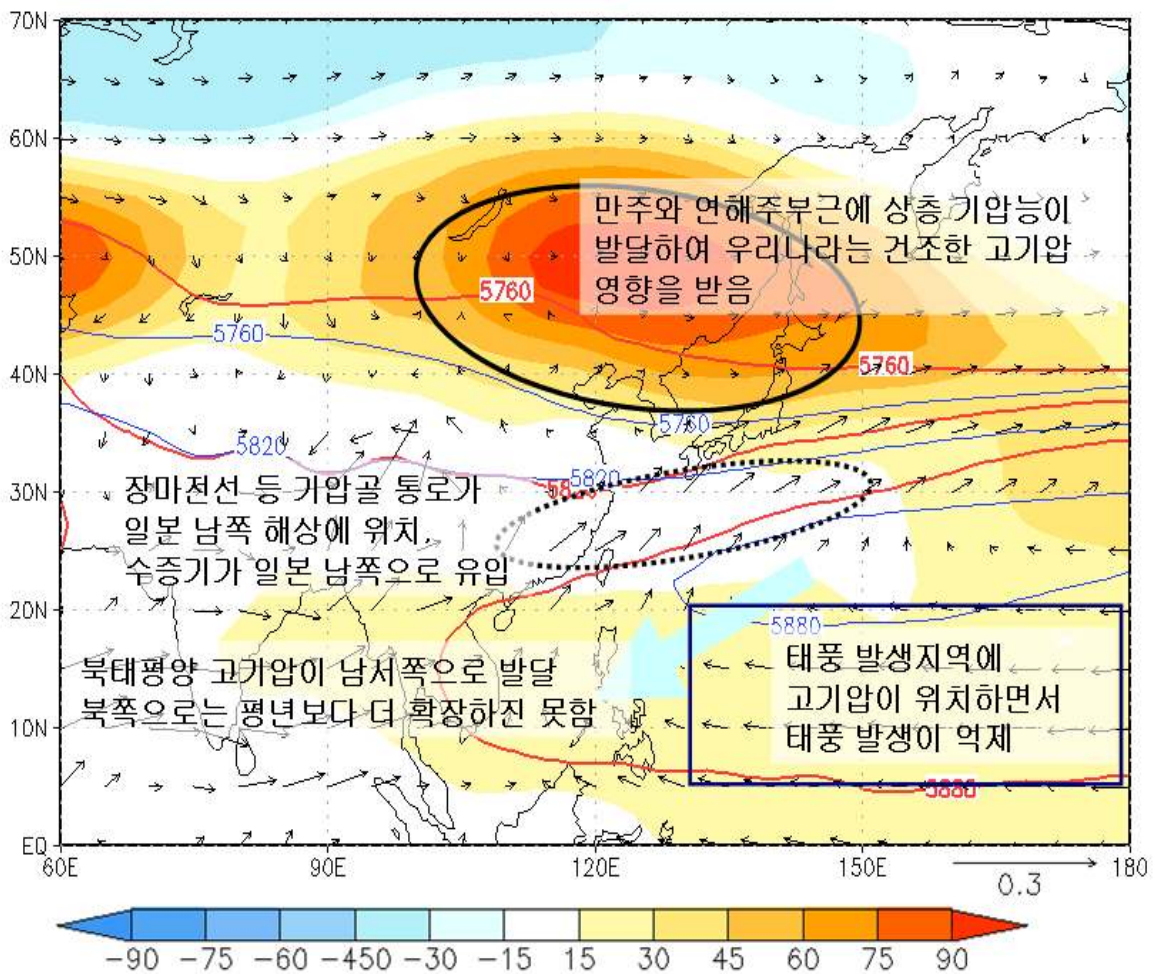 70N
60N
50N
40N
30N
20N
10N
EQ
만주와 연해주부근에 상층 기압능이
발달하여 우리나라는 건조한 고기압
영향을 받음
5760
5760
5760
5760
5820
5820
장마전선 등 기압골 통로가
일본 남쪽 해상에 위치,
수증기가 일본 남쪽으로 유입
5880
태풍 발생지역에
고기압이 위치하면서
태풍 발생이 억제
북태평양 고기압이 남서쪽으로 발달
북쪽으로는 평년보다 더 확장하진 못함
5880
60E 90E 120E 150E 180
0.3
-90 -75 -60 -450 -30 -15 15 30 45 60 75 90